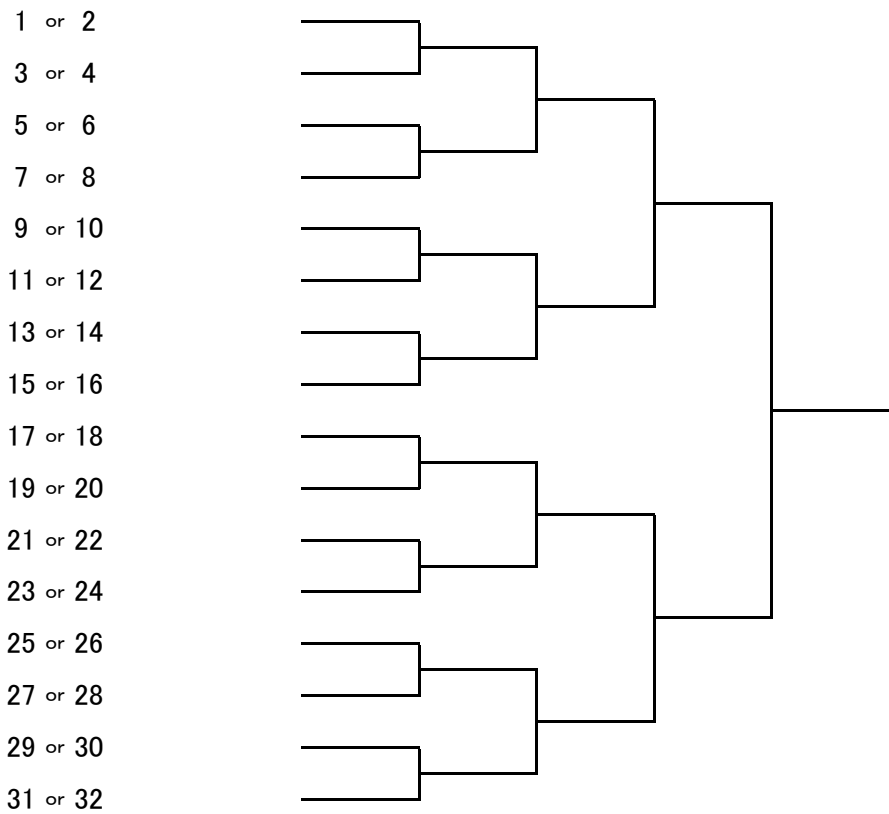 1 or 2
3 or 4
5 or 6
7 or 8
9 or 10
11 or 12
13 or 14
15 or 16
17 or 18
19 or 20
21 or 22
23 or 24
25 or 26
27 or 28
29 or 30
31 or 32